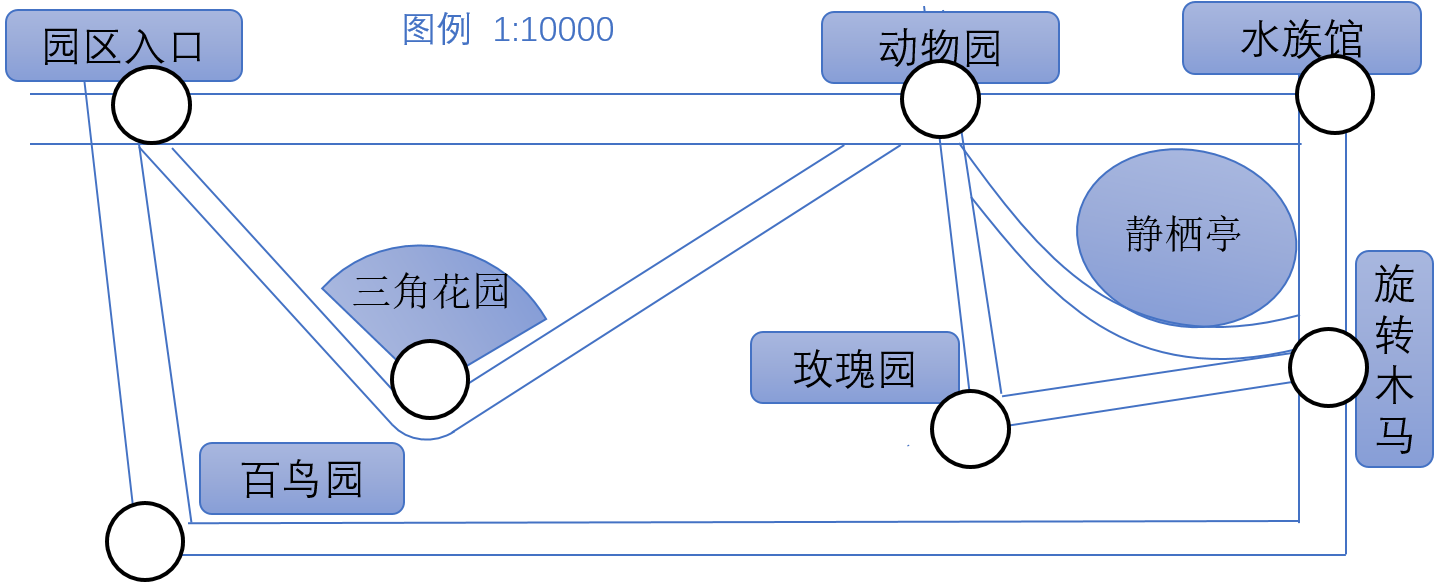 园区入口
图例 1:10000
动物园
水族馆
静栖亭
三角花园
旋转木马
玫瑰园
百鸟园